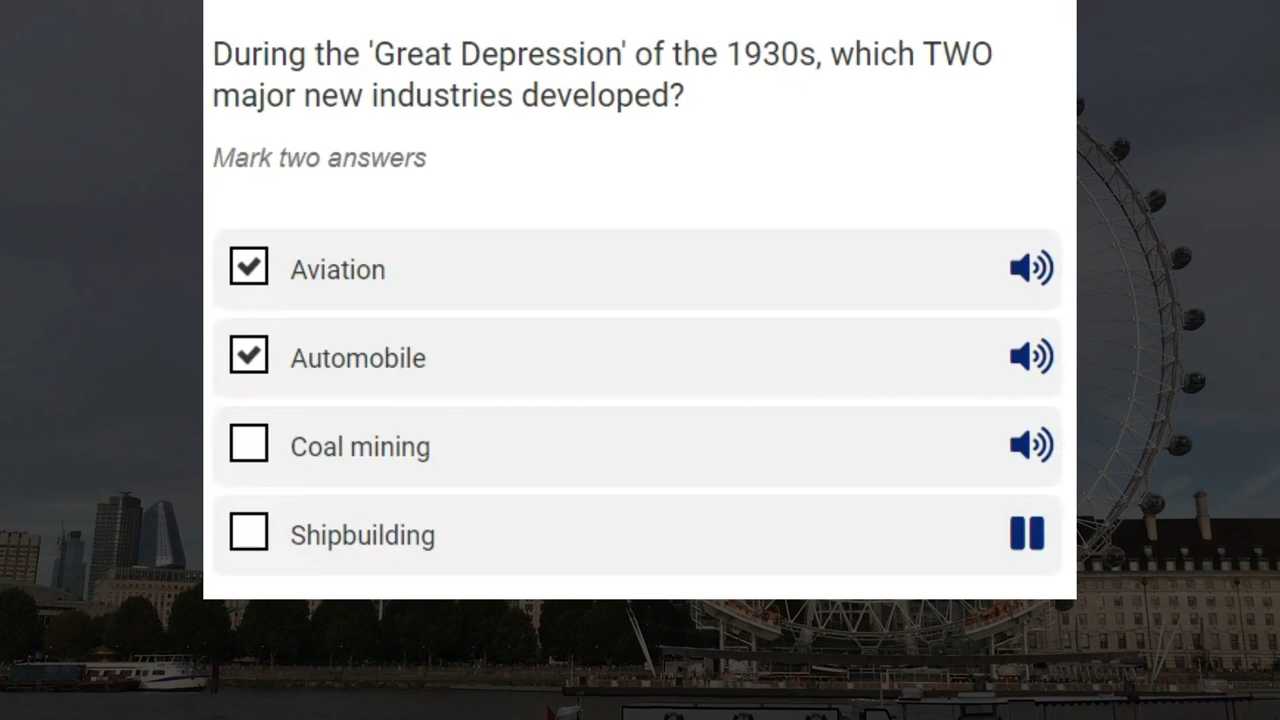 During the 'Great Depression' of the 1930s, which TWO
major new industries developed?
Mark two answers
Aviation
Automobile
Coal mining
Shipbuilding